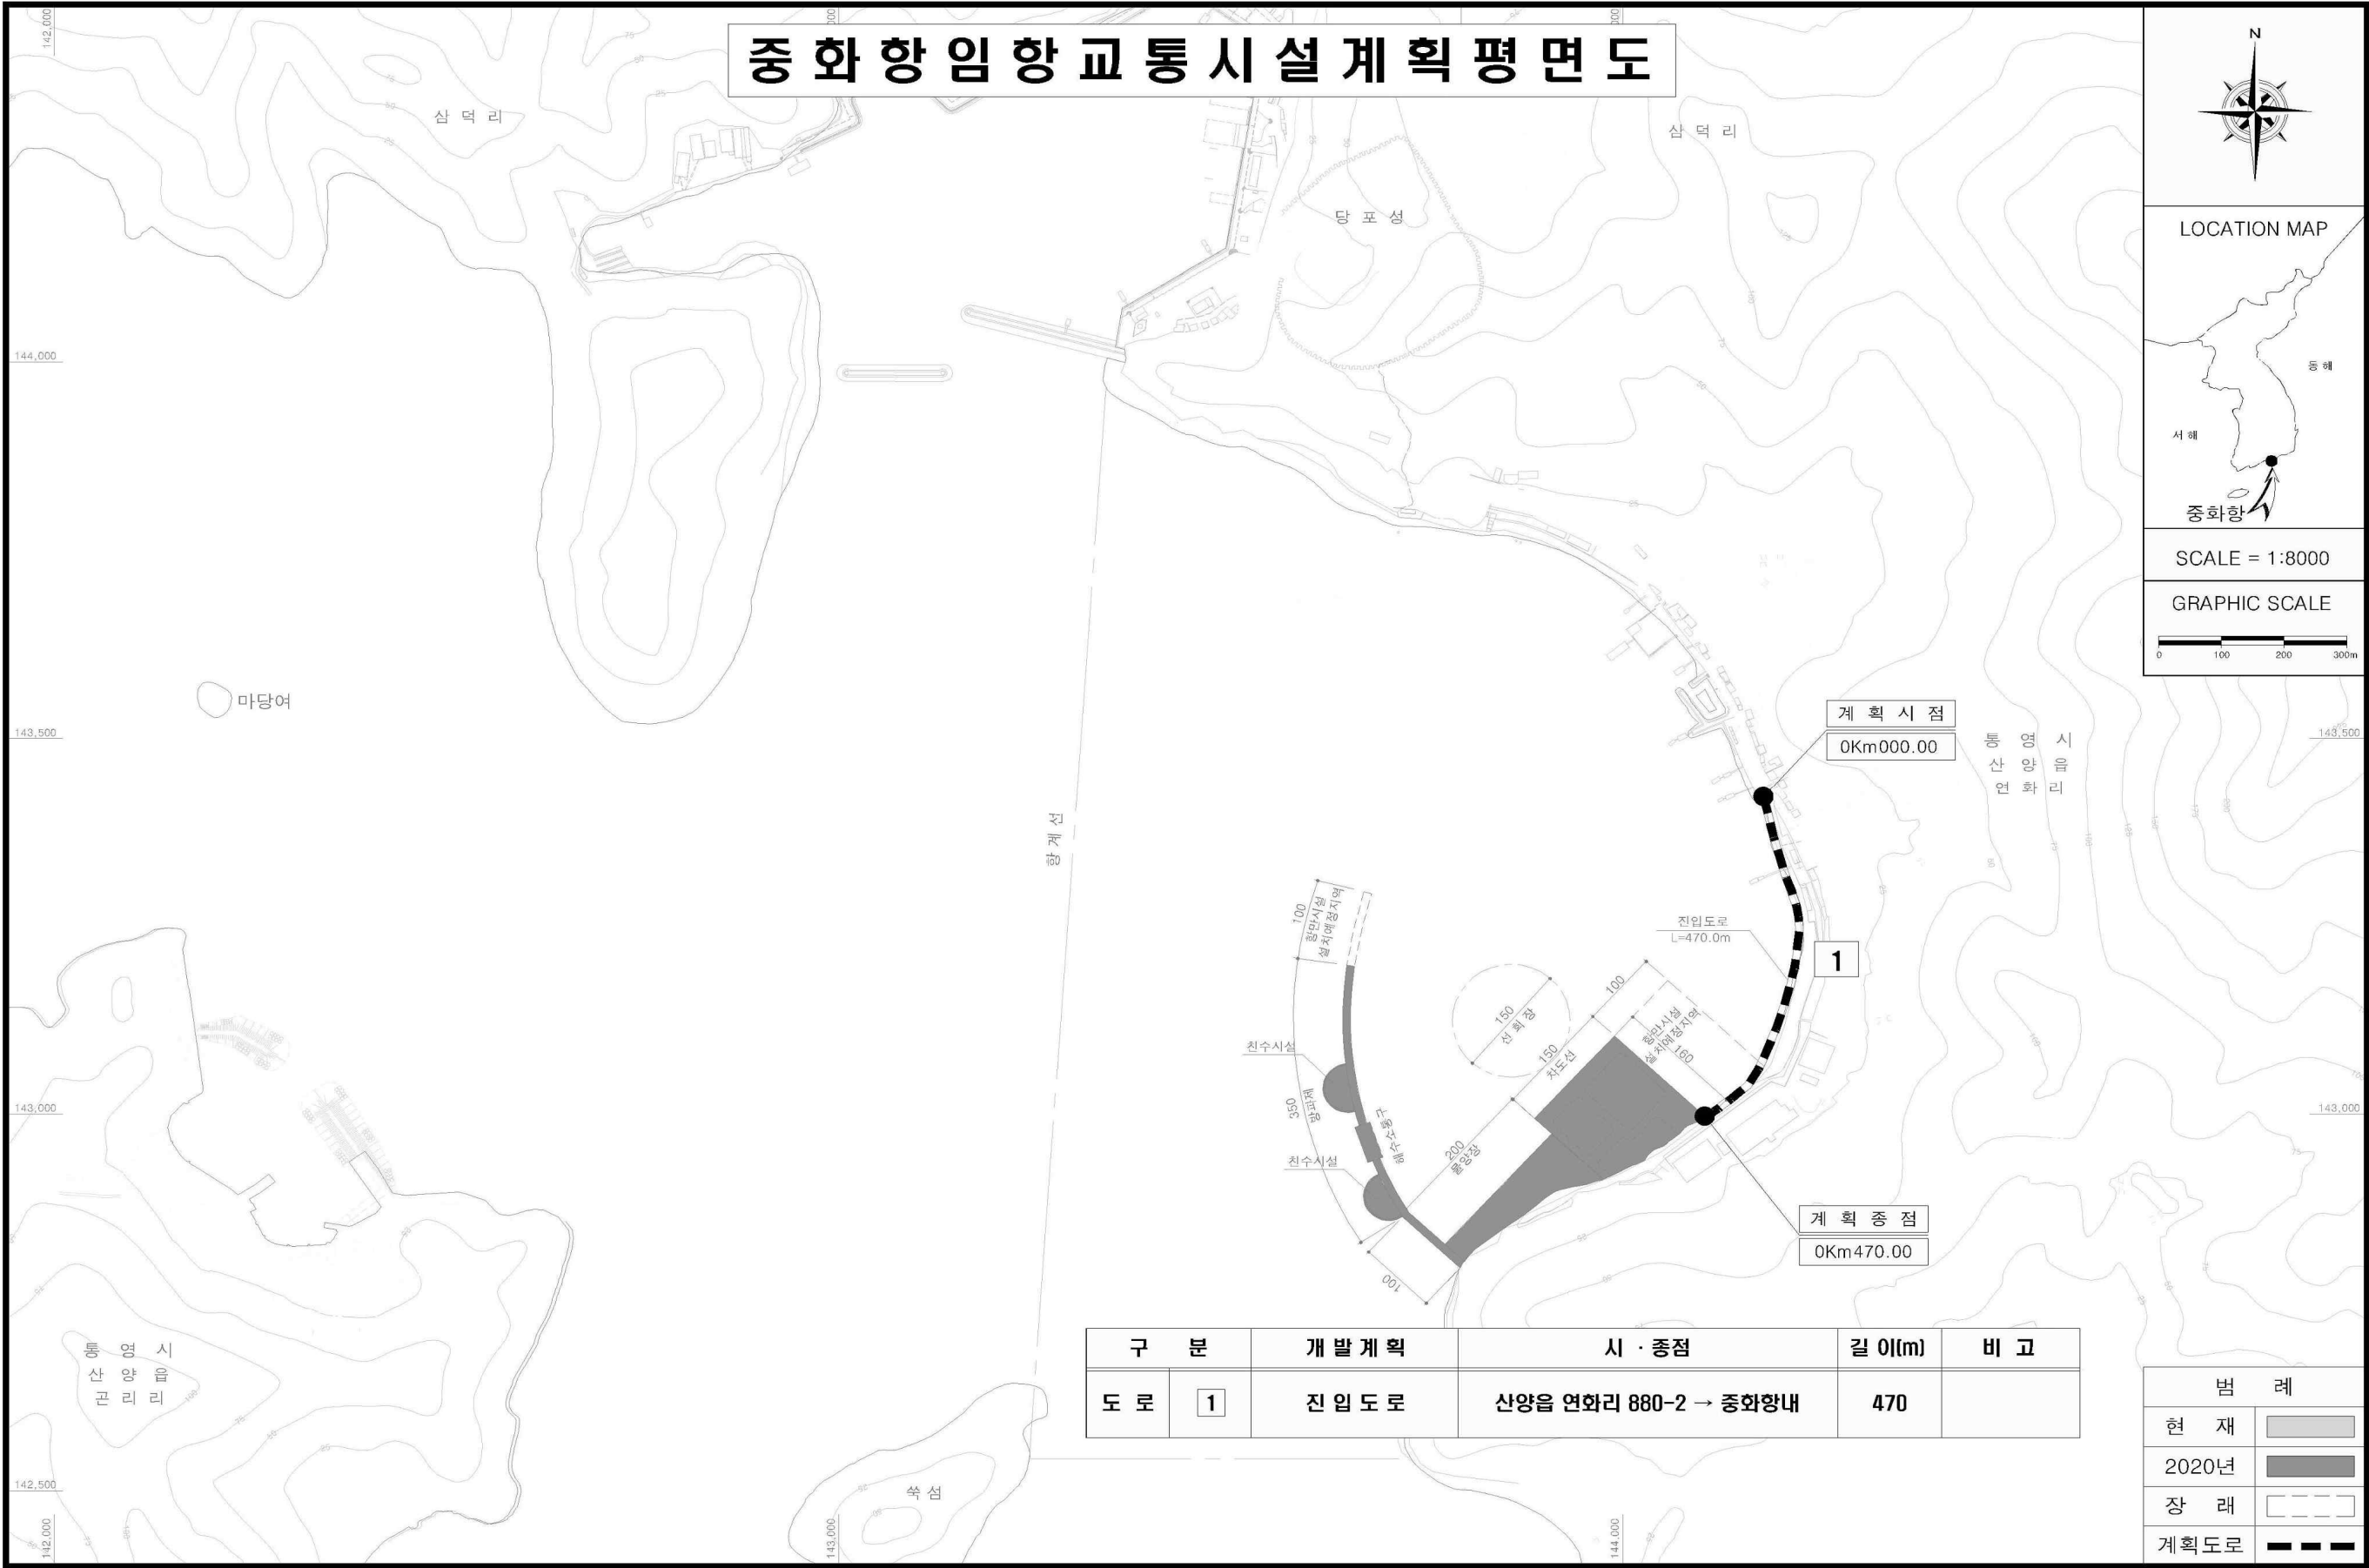 중화항임항교통시설계획평면도
N
LOCATION MAP
동 해
서 해
중화항
SCALE = 1:8000
GRAPHIC SCALE
0 100 200 300m
142,000
삼 덕 리
삼 덕 리
당 포 성
144,000
마당여
143,500
143,500
계 획 시 점
0Km000.00
통 영 시
산 양 읍
연 화 리
항 계 선
100
항만시설
설치예정지역
진입도로
L=470.0m
1
150
선 회 장
100
항만시설
설치예정지역
160
150
차도선
친수시설
350
방파제
해수소통구
친수시설
200
물양장
100
143,000
143,000
계 획 종 점
0Km470.00
통 영 시
산 양 읍
곤 리 리
쑥 섬
142,500
142,000
143,000
144,000
구 분 개 발 계 획 시 · 종점 길 이(m) 비 고
도 로 1 진 입 도 로 산양읍 연화리 880-2 → 중화항내 470
범 례
현 재
2020년
장 래
계획도로